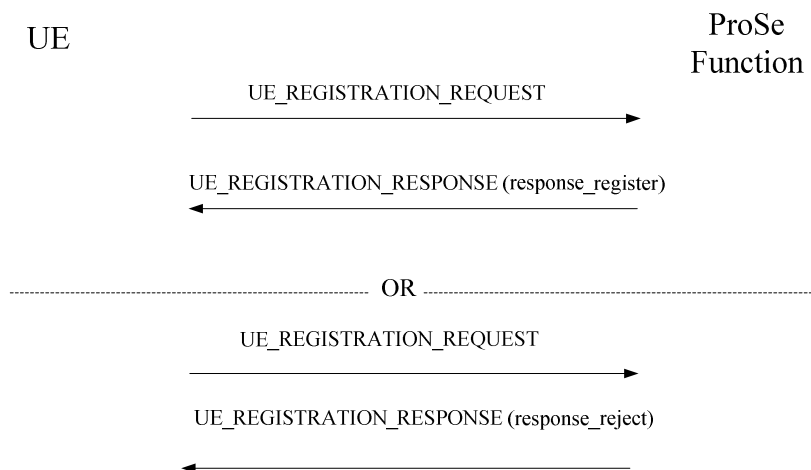 UE
ProSe
Function
UE_REGISTRATION_REQUEST
UE_REGISTRATION_RESPONSE (response_register)
OR
UE_REGISTRATION_REQUEST
UE_REGISTRATION_RESPONSE (response_reject)